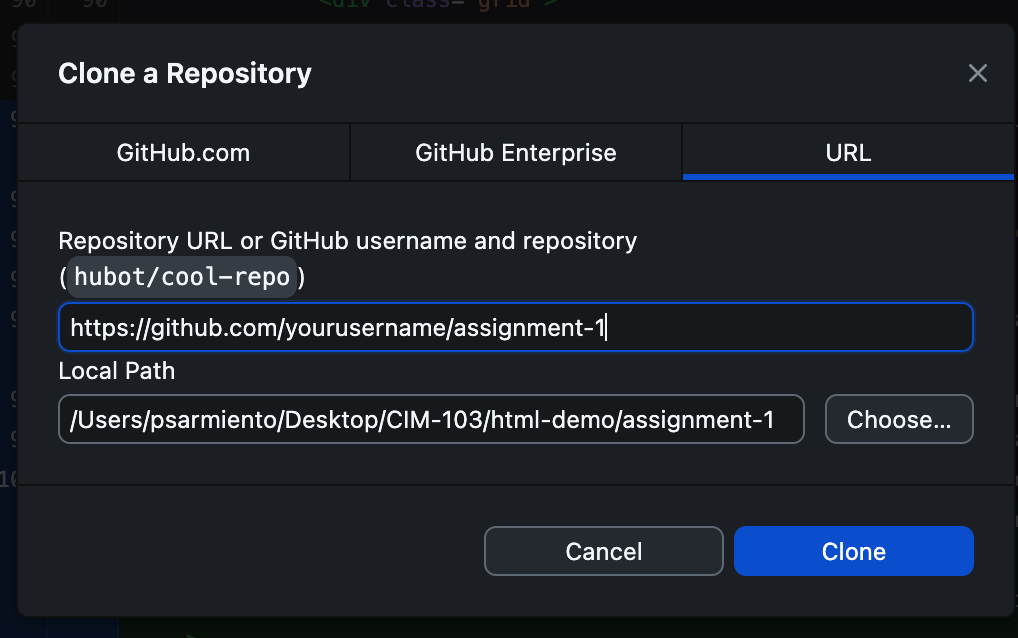 90 90 <div class="grid">
Clone a Repository
GitHub.com
GitHub Enterprise
URL
Repository URL or GitHub username and repository
(hubot/cool-repo)
https://github.com/yourusername/assignment-1
Local Path
/Users/psarmiento/Desktop/CIM-103/html-demo/assignment-1
Choose...
Cancel
Clone